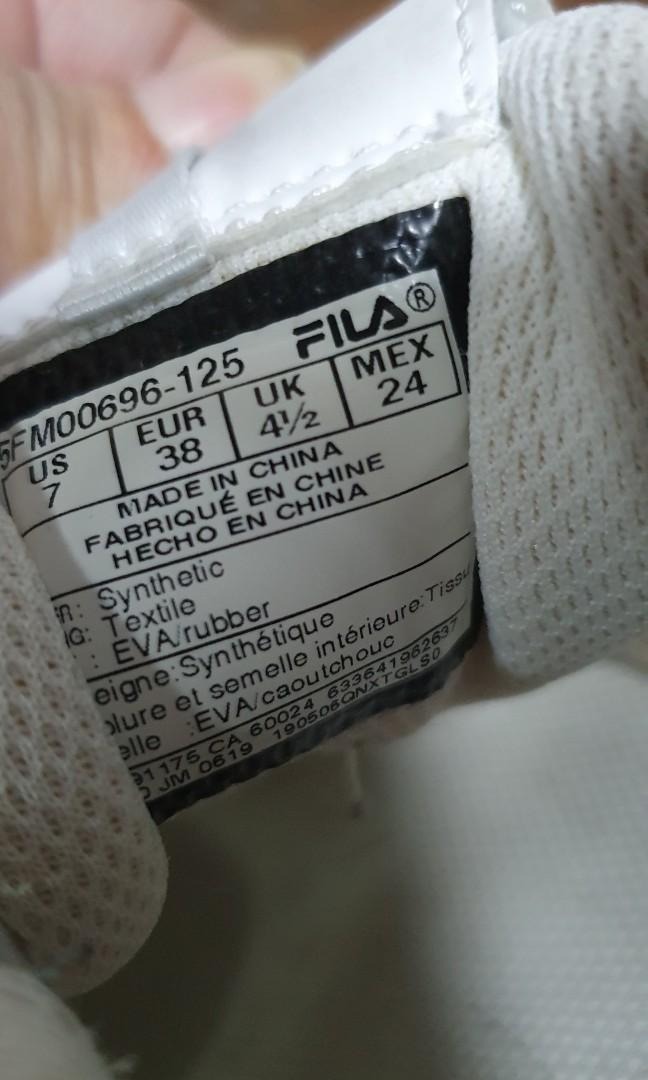 FILA®
5FM00696-125
US EUR UK MEX
7 38 4½ 24
MADE IN CHINA
FABRIQUÉ EN CHINE
HECHO EN CHINA
: Synthetic
: Textile
: EVA/rubber
eigne:Synthétique
olure et semelle intérieure:Tissu
elle :EVA/caoutchouc
91175 CA 60024 633641962637
JM 0619 190506QNXTGLS0